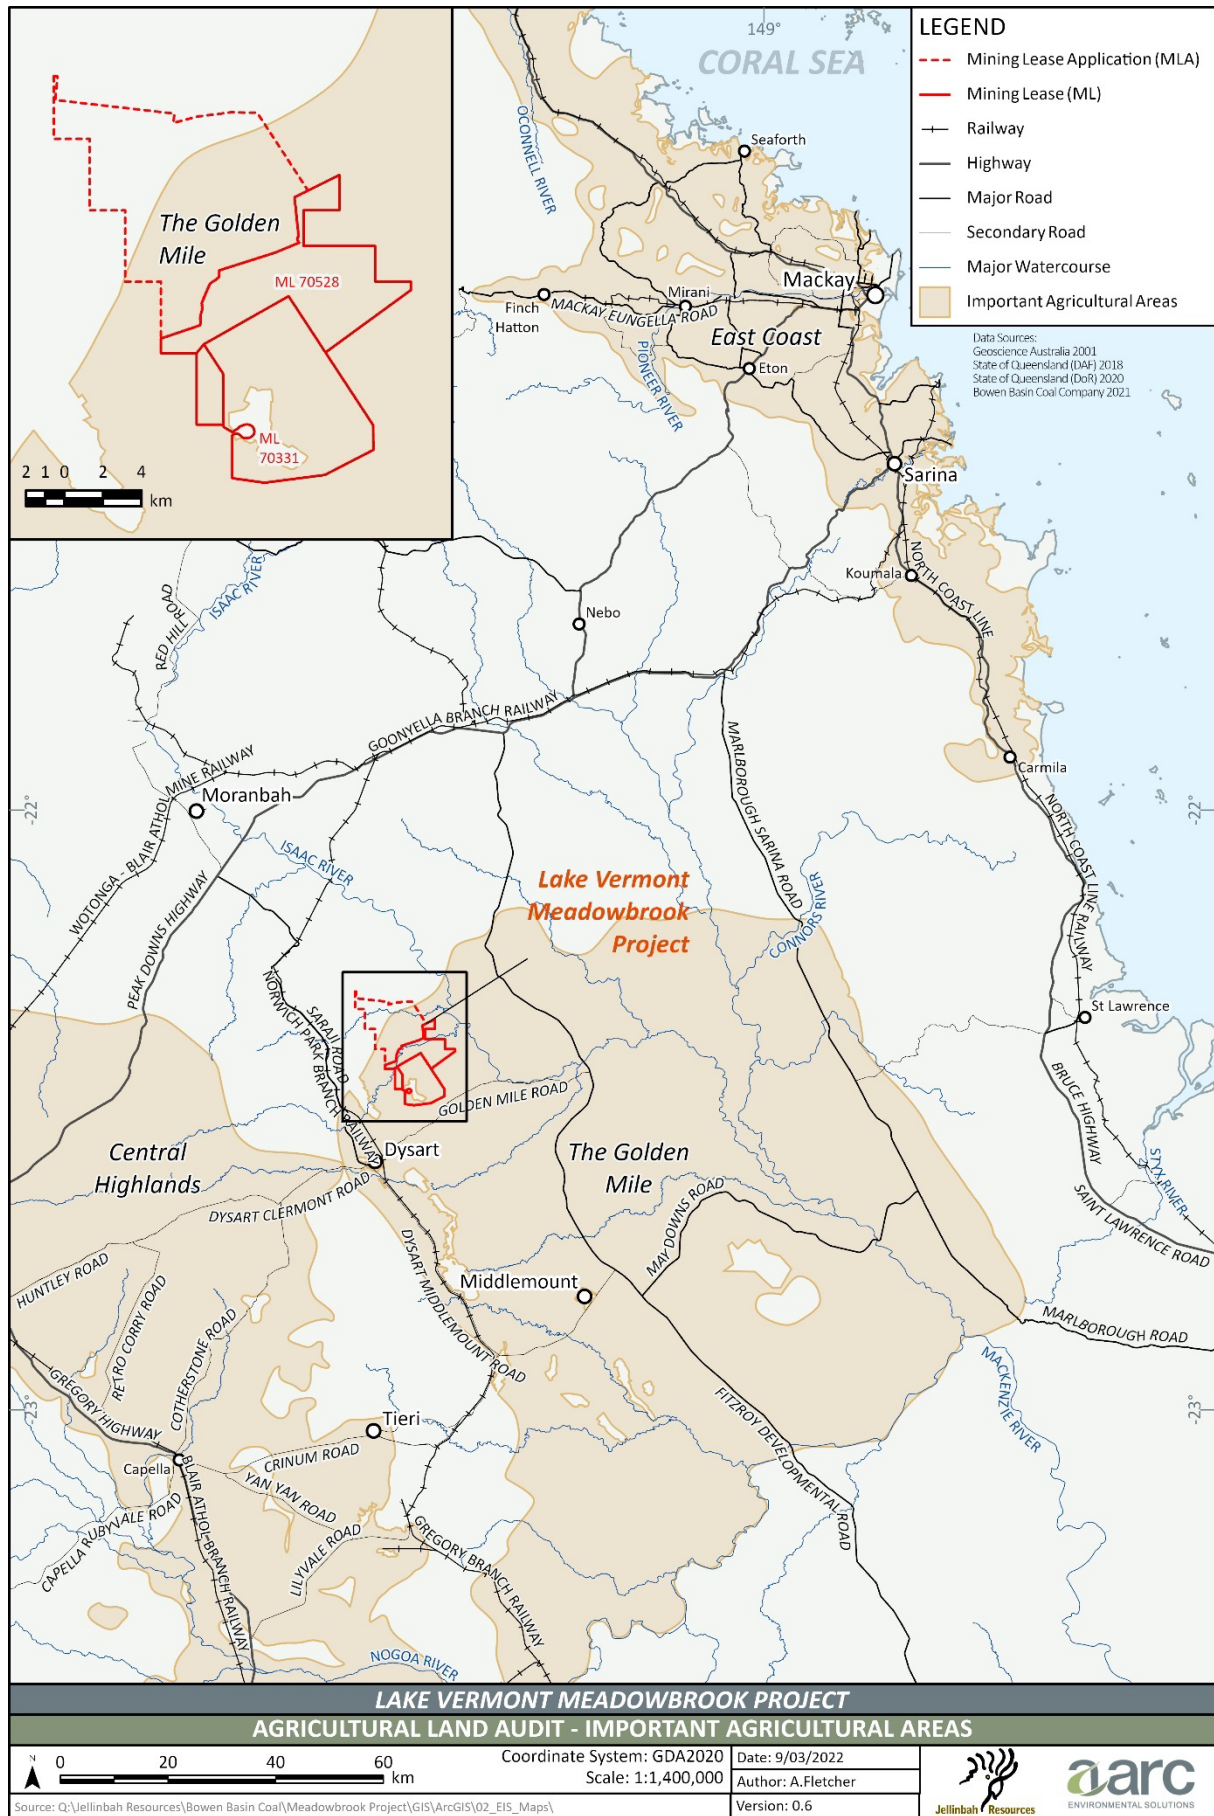 LEGEND
Mining Lease Application (MLA)
Mining Lease (ML)
Railway
Highway
Major Road
Secondary Road
Major Watercourse
Important Agricultural Areas
Data Sources:
Geoscience Australia 2001
State of Queensland (DAF) 2018
State of Queensland (DoR) 2020
Bowen Basin Coal Company 2021
149°
CORAL SEA
The Golden
Mile
ML 70528
ML
70331
2 1 0 2 4
km
OCONNELL RIVER
Seaforth
Mackay
Mirani
Finch
Hatton
MACKAY EUNGELLA ROAD
East Coast
PIONEER RIVER
Eton
Sarina
Koumala
NORTH COAST LINE
RED HILL ROAD
ISAAC RIVER
Nebo
GOONYELLA BRANCH RAILWAY
WOTONGA - BLAIR ATHOL MINE RAILWAY
Moranbah
MARLBOROUGH SARINA ROAD
Carmila
-22°
-22°
NORTH COAST LINE RAILWAY
ISAAC RIVER
PEAK DOWNS HIGHWAY
Lake Vermont
Meadowbrook
Project
CONNORS RIVER
NORWICH PARK BRANCH RAILWAY
SARAJI ROAD
St Lawrence
BRUCE HIGHWAY
GOLDEN MILE ROAD
Dysart
Central
Highlands
The Golden
Mile
STYX RIVER
SAINT LAWRENCE ROAD
DYSART CLERMONT ROAD
MAY DOWNS ROAD
DYSART MIDDLEMOUNT ROAD
HUNTLEY ROAD
RETRO CORRY ROAD
COTHERSTONE ROAD
Middlemount
MARLBOROUGH ROAD
MACKENZIE RIVER
GREGORY HIGHWAY
-23°
-23°
FITZROY DEVELOPMENTAL ROAD
Tieri
CRINUM ROAD
Capella
YAN YAN ROAD
CAPELLA RUBYVALE ROAD
BLAIR ATHOL BRANCH RAILWAY
LILYVALE ROAD
GREGORY BRANCH RAILWAY
NOGOA RIVER
LAKE VERMONT MEADOWBROOK PROJECT
AGRICULTURAL LAND AUDIT - IMPORTANT AGRICULTURAL AREAS
N
0 20 40 60
km
Coordinate System: GDA2020
Scale: 1:1,400,000
Date: 9/03/2022
Author: A.Fletcher
Version: 0.6
Source: Q:\Jellinbah Resources\Bowen Basin Coal\Meadowbrook Project\GIS\ArcGIS\02_EIS_Maps\
Jellinbah Resources
aarc
ENVIRONMENTAL SOLUTIONS